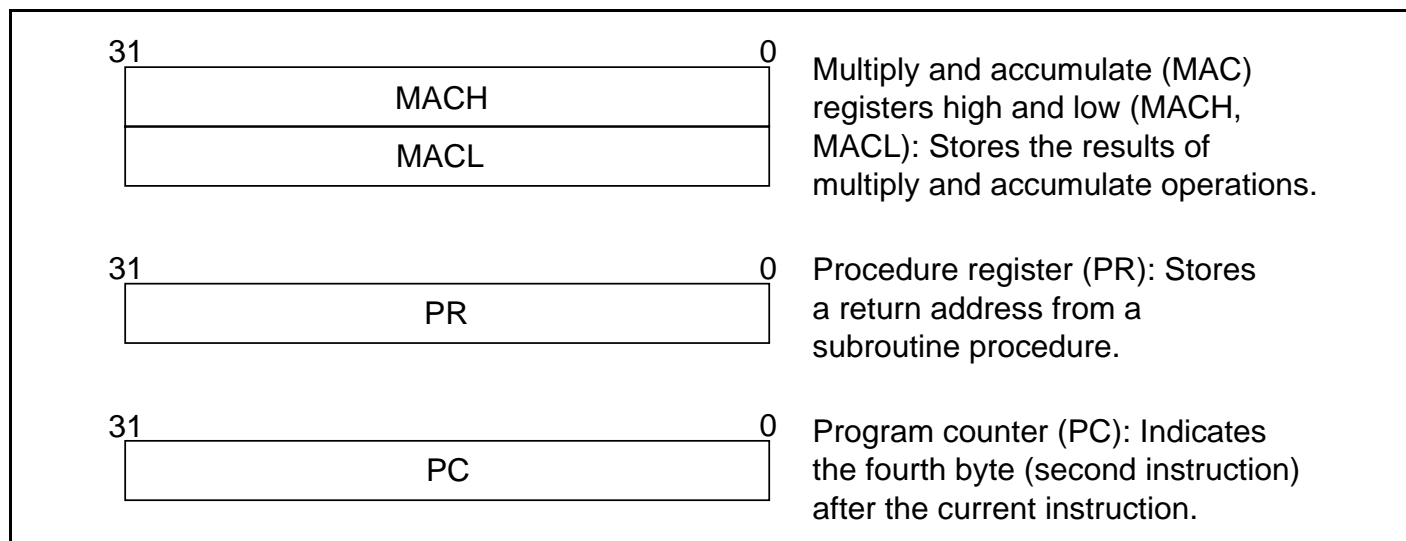 31 0
MACH
MACL
Multiply and accumulate (MAC)
registers high and low (MACH,
MACL): Stores the results of
multiply and accumulate operations.
31 0
PR
Procedure register (PR): Stores
a return address from a
subroutine procedure.
31 0
PC
Program counter (PC): Indicates
the fourth byte (second instruction)
after the current instruction.